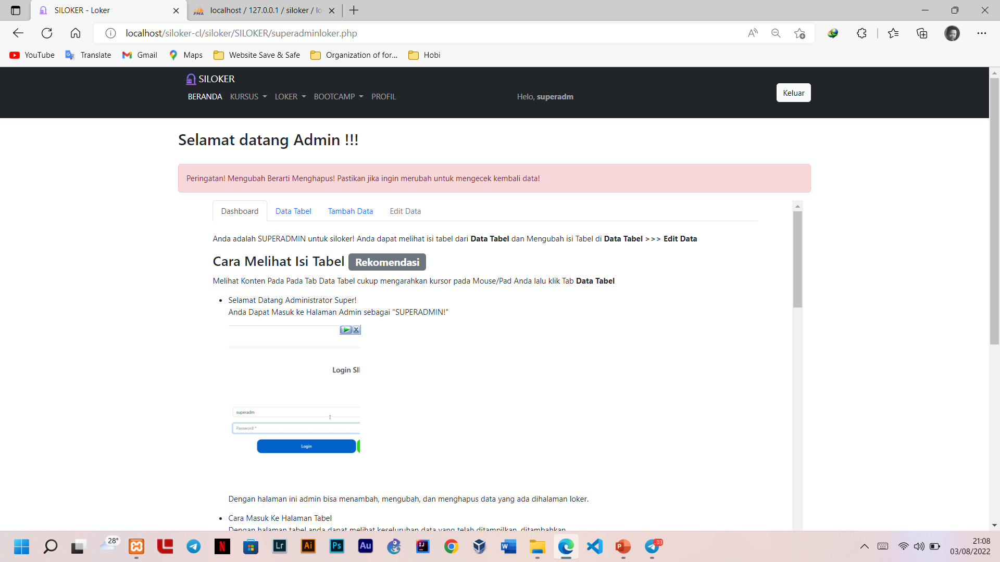 SILOKER - Loker
localhost / 127.0.0.1 / siloker / lo
localhost/siloker-cl/siloker/SILOKER/superadminloker.php
YouTube
Translate
Gmail
Maps
Website Save & Safe
Organization of for...
Hobi
SILOKER
BERANDA KURSUS LOKER BOOTCAMP PROFIL
Helo, superadm
Keluar
Selamat datang Admin !!!
Peringatan! Mengubah Berarti Menghapus! Pastikan jika ingin merubah untuk mengecek kembali data!
Dashboard Data Tabel Tambah Data Edit Data
Anda adalah SUPERADMIN untuk siloker! Anda dapat melihat isi tabel dari Data Tabel dan Mengubah isi Tabel di Data Tabel >>> Edit Data
Cara Melihat Isi Tabel Rekomendasi
Melihat Konten Pada Pada Tab Data Tabel cukup mengarahkan kursor pada Mouse/Pad Anda lalu klik Tab Data Tabel
• Selamat Datang Administrator Super!
Anda Dapat Masuk ke Halaman Admin sebagai "SUPERADMIN!"
Login SII
superadm
Password *
Login
Dengan halaman ini admin bisa menambah, mengubah, dan menghapus data yang ada dihalaman loker.
• Cara Masuk Ke Halaman Tabel
Dengan halaman tabel anda dapat melihat keseluruhan data yang telah ditampilkan, ditambahkan
28°
Lr
Ai
Ps
Au
21:08
03/08/2022